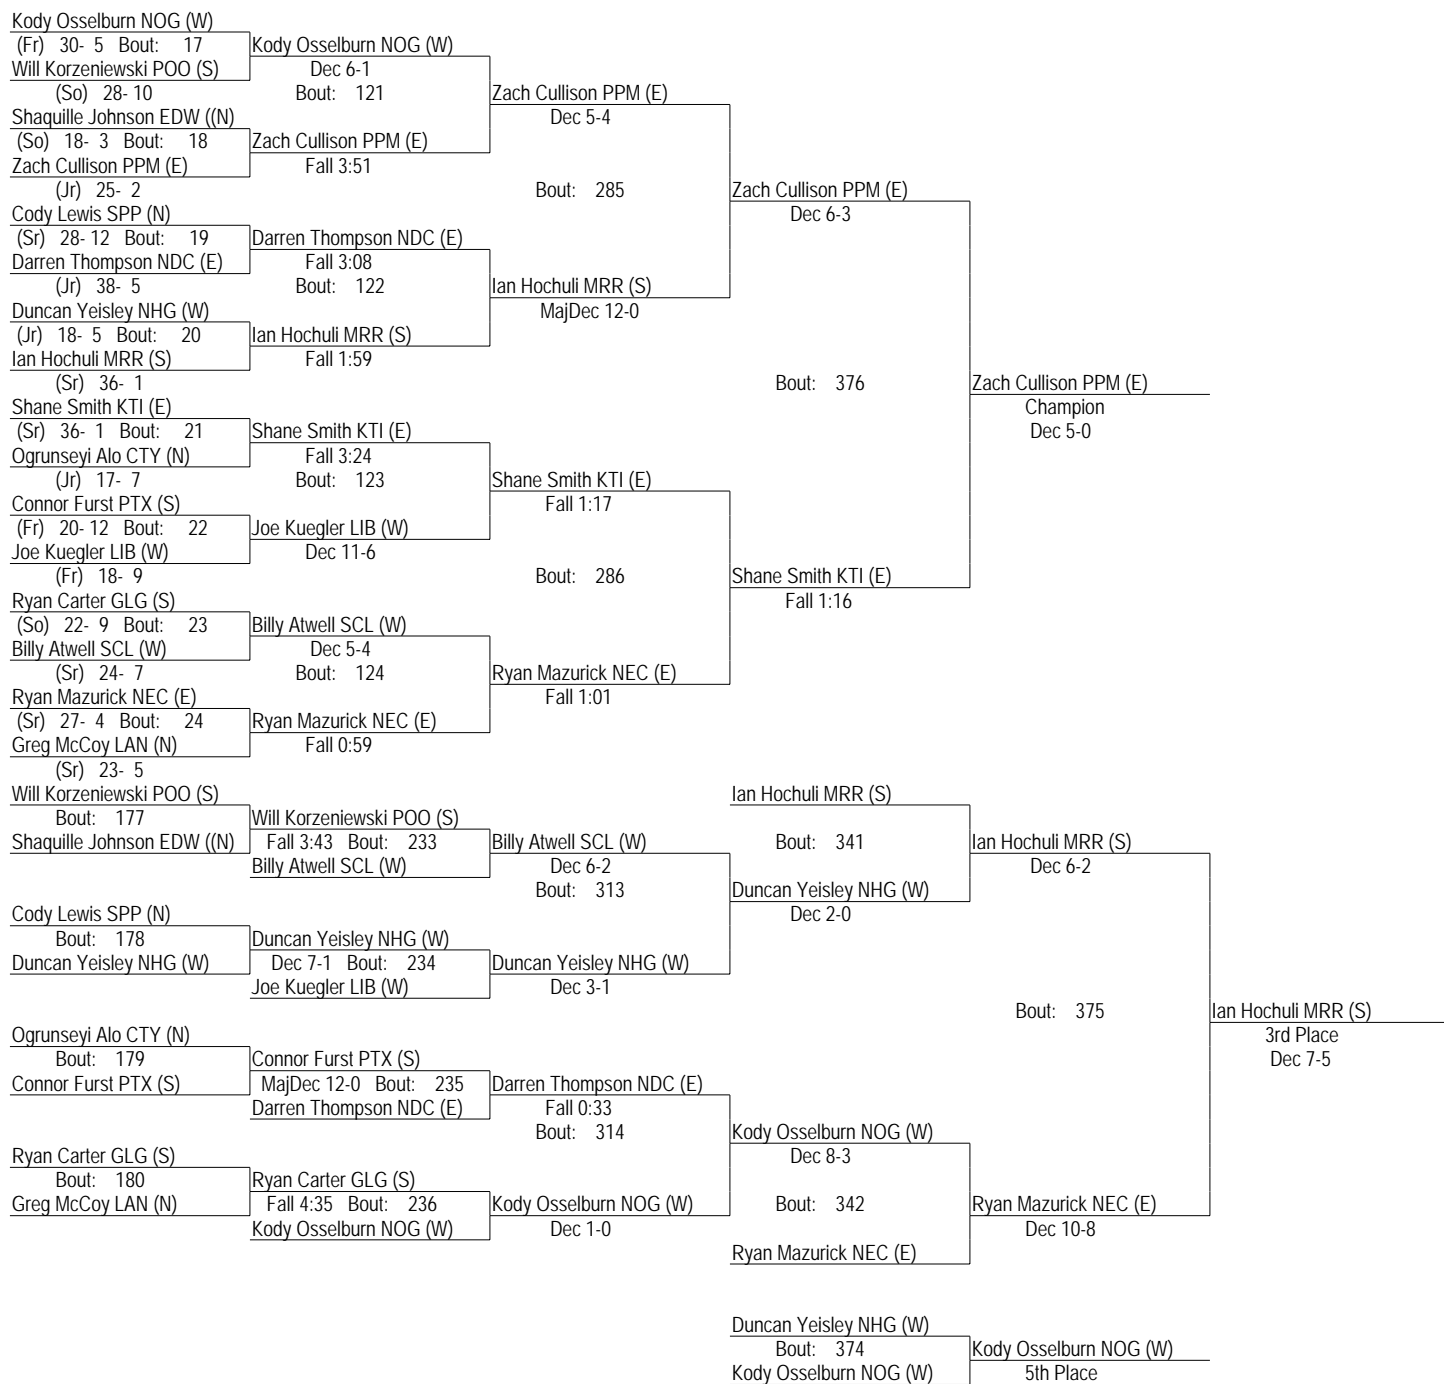 Kody Osselburn NOG (W)
(Fr) 30- 5 Bout: 17 Kody Osselburn NOG (W)
Will Korzeniewski POO (S) Dec 6-1
(So) 28- 10 Bout: 121 Zach Cullison PPM (E)
Shaquille Johnson EDW ((N) Dec 5-4
(So) 18- 3 Bout: 18 Zach Cullison PPM (E)
Zach Cullison PPM (E) Fall 3:51
(Jr) 25- 2 Bout: 285 Zach Cullison PPM (E)
Cody Lewis SPP (N) Dec 6-3
(Sr) 28- 12 Bout: 19 Darren Thompson NDC (E)
Darren Thompson NDC (E) Fall 3:08
(Jr) 38- 5 Bout: 122 Ian Hochuli MRR (S)
Duncan Yeisley NHG (W) MajDec 12-0
(Jr) 18- 5 Bout: 20 Ian Hochuli MRR (S)
Ian Hochuli MRR (S) Fall 1:59
(Sr) 36- 1 Bout: 376 Zach Cullison PPM (E)
Shane Smith KTI (E) Champion
(Sr) 36- 1 Bout: 21 Shane Smith KTI (E) Dec 5-0
Ogrunseyi Alo CTY (N) Fall 3:24
(Jr) 17- 7 Bout: 123 Shane Smith KTI (E)
Connor Furst PTX (S) Fall 1:17
(Fr) 20- 12 Bout: 22 Joe Kuegler LIB (W)
Joe Kuegler LIB (W) Dec 11-6
(Fr) 18- 9 Bout: 286 Shane Smith KTI (E)
Ryan Carter GLG (S) Fall 1:16
(So) 22- 9 Bout: 23 Billy Atwell SCL (W)
Billy Atwell SCL (W) Dec 5-4
(Sr) 24- 7 Bout: 124 Ryan Mazurick NEC (E)
Ryan Mazurick NEC (E) Fall 1:01
(Sr) 27- 4 Bout: 24 Ryan Mazurick NEC (E)
Greg McCoy LAN (N) Fall 0:59
(Sr) 23- 5
Will Korzeniewski POO (S) Ian Hochuli MRR (S)
Bout: 177 Will Korzeniewski POO (S)
Shaquille Johnson EDW ((N) Fall 3:43 Bout: 233 Billy Atwell SCL (W) Bout: 341 Ian Hochuli MRR (S)
Billy Atwell SCL (W) Dec 6-2 Dec 6-2
Bout: 313 Duncan Yeisley NHG (W)
Cody Lewis SPP (N) Dec 2-0
Bout: 178 Duncan Yeisley NHG (W)
Duncan Yeisley NHG (W) Dec 7-1 Bout: 234 Duncan Yeisley NHG (W)
Joe Kuegler LIB (W) Dec 3-1
Bout: 375 Ian Hochuli MRR (S)
Ogrunseyi Alo CTY (N) 3rd Place
Bout: 179 Connor Furst PTX (S) Dec 7-5
Connor Furst PTX (S) MajDec 12-0 Bout: 235 Darren Thompson NDC (E)
Darren Thompson NDC (E) Fall 0:33
Bout: 314 Kody Osselburn NOG (W)
Ryan Carter GLG (S) Dec 8-3
Bout: 180 Ryan Carter GLG (S)
Greg McCoy LAN (N) Fall 4:35 Bout: 236 Kody Osselburn NOG (W) Bout: 342 Ryan Mazurick NEC (E)
Kody Osselburn NOG (W) Dec 1-0 Dec 10-8
Ryan Mazurick NEC (E)
Duncan Yeisley NHG (W)
Bout: 374 Kody Osselburn NOG (W)
Kody Osselburn NOG (W) 5th Place